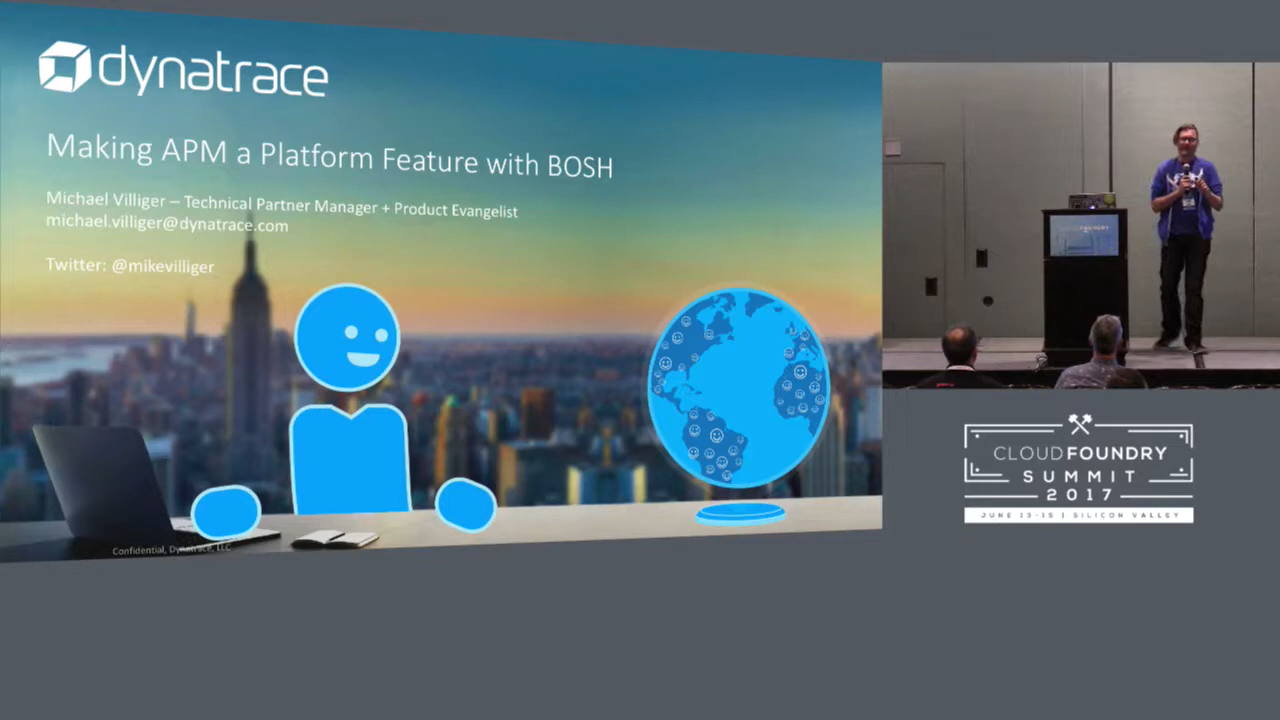 dynatrace
Making APM a Platform Feature with BOSH
Michael Villiger – Technical Partner Manager + Product Evangelist
michael.villiger@dynatrace.com
Twitter: @mikevilliger
Confidential, Dynatrace, LLC
CLOUD FOUNDRY
SUMMIT
2017
JUNE 13-15 | SILICON VALLEY